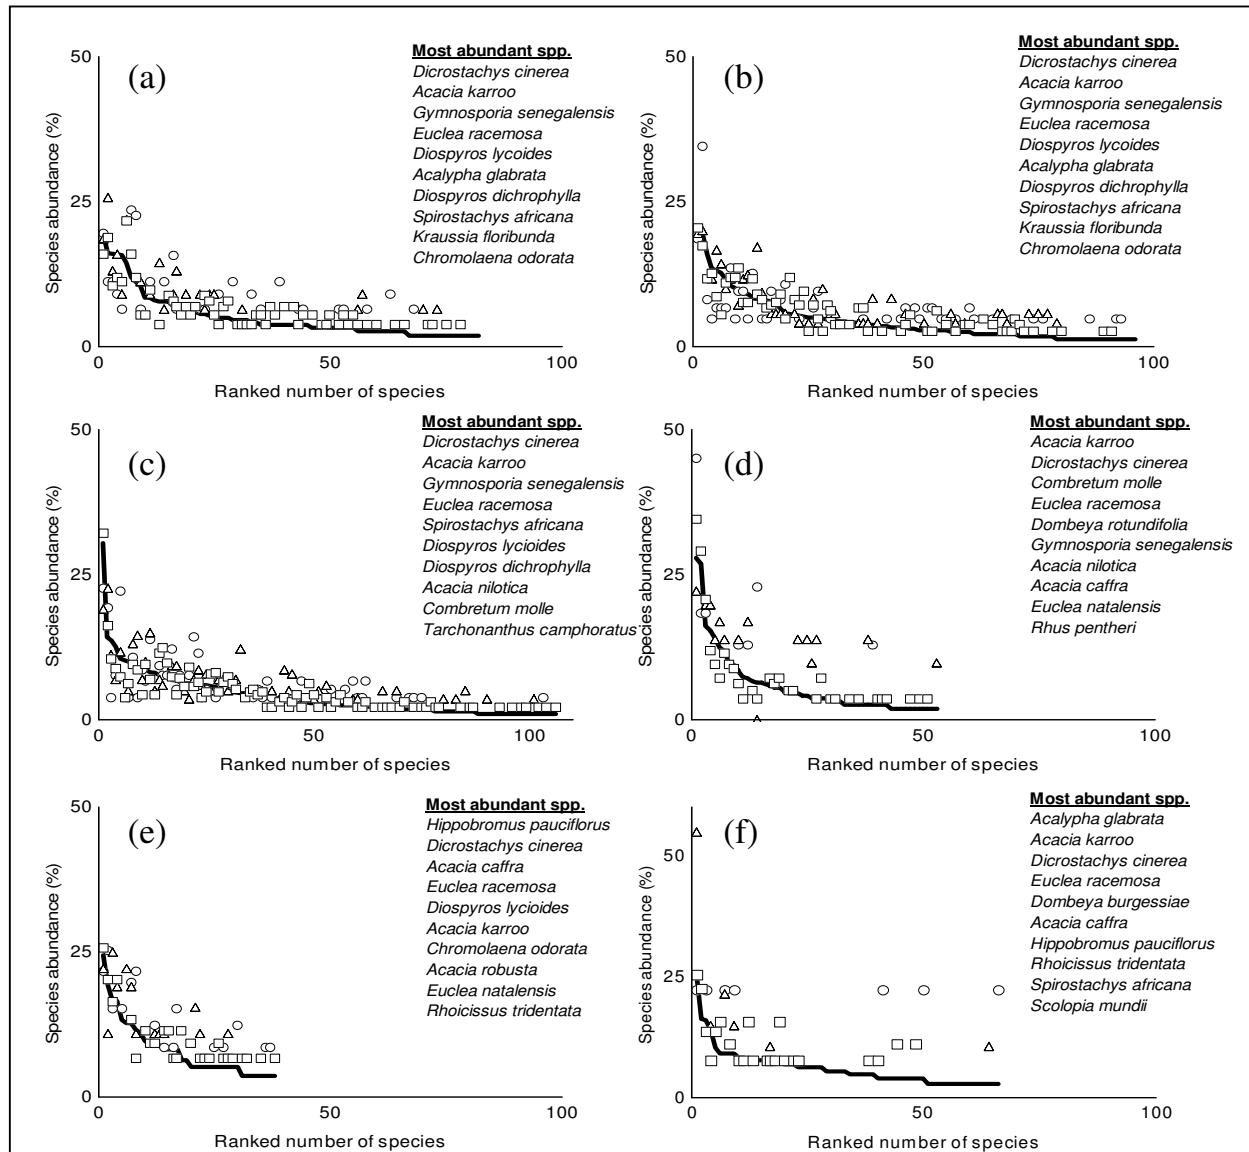 (a)
50
25
0
0
50
100
Species abundance (%)
Ranked number of species
Most abundant spp.
Dicrostachys cinerea
Acacia karroo
Gymnosporia senegalensis
Euclea racemosa
Diospyros lycoides
Acalypha glabrata
Diospyros dichrophylla
Spirostachys africana
Kraussia floribunda
Chromolaena odorata
(b)
50
25
0
0
50
100
Species abundance (%)
Ranked number of species
Most abundant spp.
Dicrostachys cinerea
Acacia karroo
Gymnosporia senegalensis
Euclea racemosa
Diospyros lycoides
Acalypha glabrata
Diospyros dichrophylla
Spirostachys africana
Kraussia floribunda
Chromolaena odorata
(c)
50
25
0
0
50
100
Species abundance (%)
Ranked number of species
Most abundant spp.
Dicrostachys cinerea
Acacia karroo
Gymnosporia senegalensis
Euclea racemosa
Spirostachys africana
Diospyros lycioides
Diospyros dichrophylla
Acacia nilotica
Combretum molle
Tarchonanthus camphoratus
(d)
50
25
0
0
50
100
Species abundance (%)
Ranked number of species
Most abundant spp.
Acacia karroo
Dicrostachys cinerea
Combretum molle
Euclea racemosa
Dombeya rotundifolia
Gymnosporia senegalensis
Acacia nilotica
Acacia caffra
Euclea natalensis
Rhus pentheri
(e)
50
25
0
0
50
100
Species abundance (%)
Ranked number of species
Most abundant spp.
Hippobromus pauciflorus
Dicrostachys cinerea
Acacia caffra
Euclea racemosa
Diospyros lycioides
Acacia karroo
Chromolaena odorata
Acacia robusta
Euclea natalensis
Rhoicissus tridentata
(f)
50
25
0
0
50
100
Species abundance (%)
Ranked number of species
Most abundant spp.
Acalypha glabrata
Acacia karroo
Dicrostachys cinerea
Euclea racemosa
Dombeya burgessiae
Acacia caffra
Hippobromus pauciflorus
Rhoicissus tridentata
Spirostachys africana
Scolopia mundii